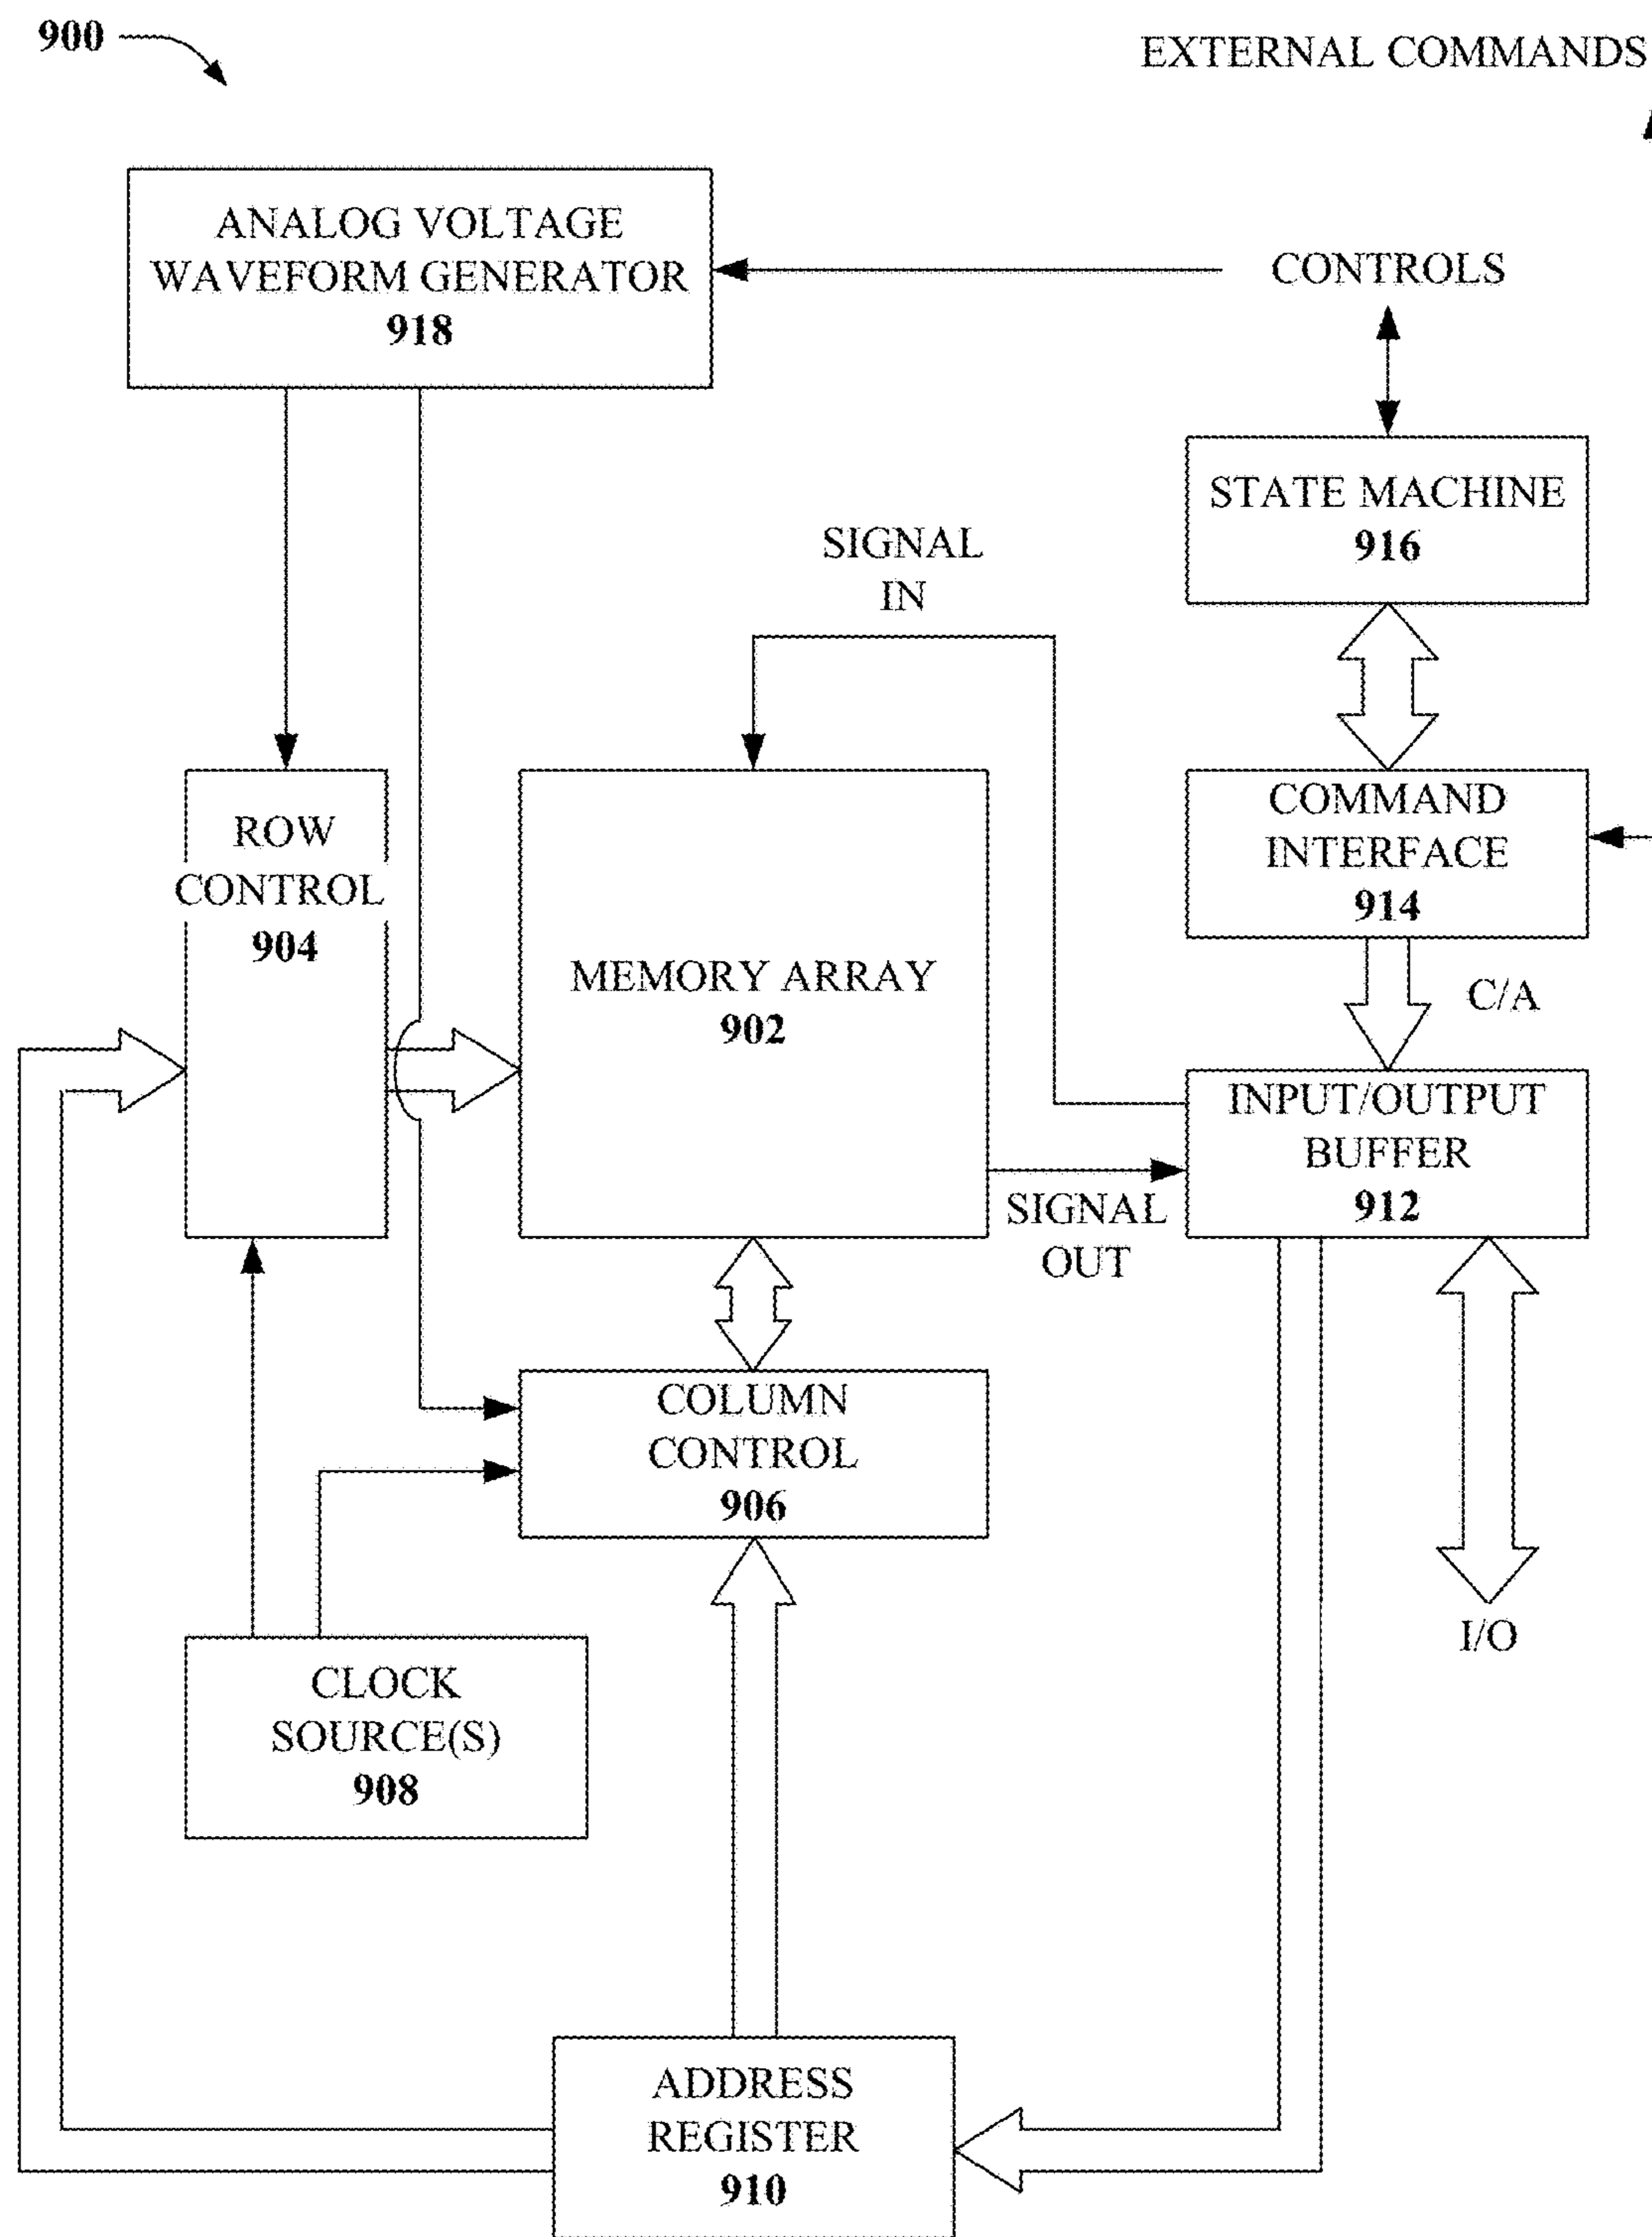 900
EXTERNAL COMMANDS
ANALOG VOLTAGE
WAVEFORM GENERATOR
918
CONTROLS
STATE MACHINE
916
SIGNAL
IN
ROW
CONTROL
904
MEMORY ARRAY
902
COMMAND
INTERFACE
914
C/A
INPUT/OUTPUT
BUFFER
912
SIGNAL
OUT
COLUMN
CONTROL
906
I/O
CLOCK
SOURCE(S)
908
ADDRESS
REGISTER
910